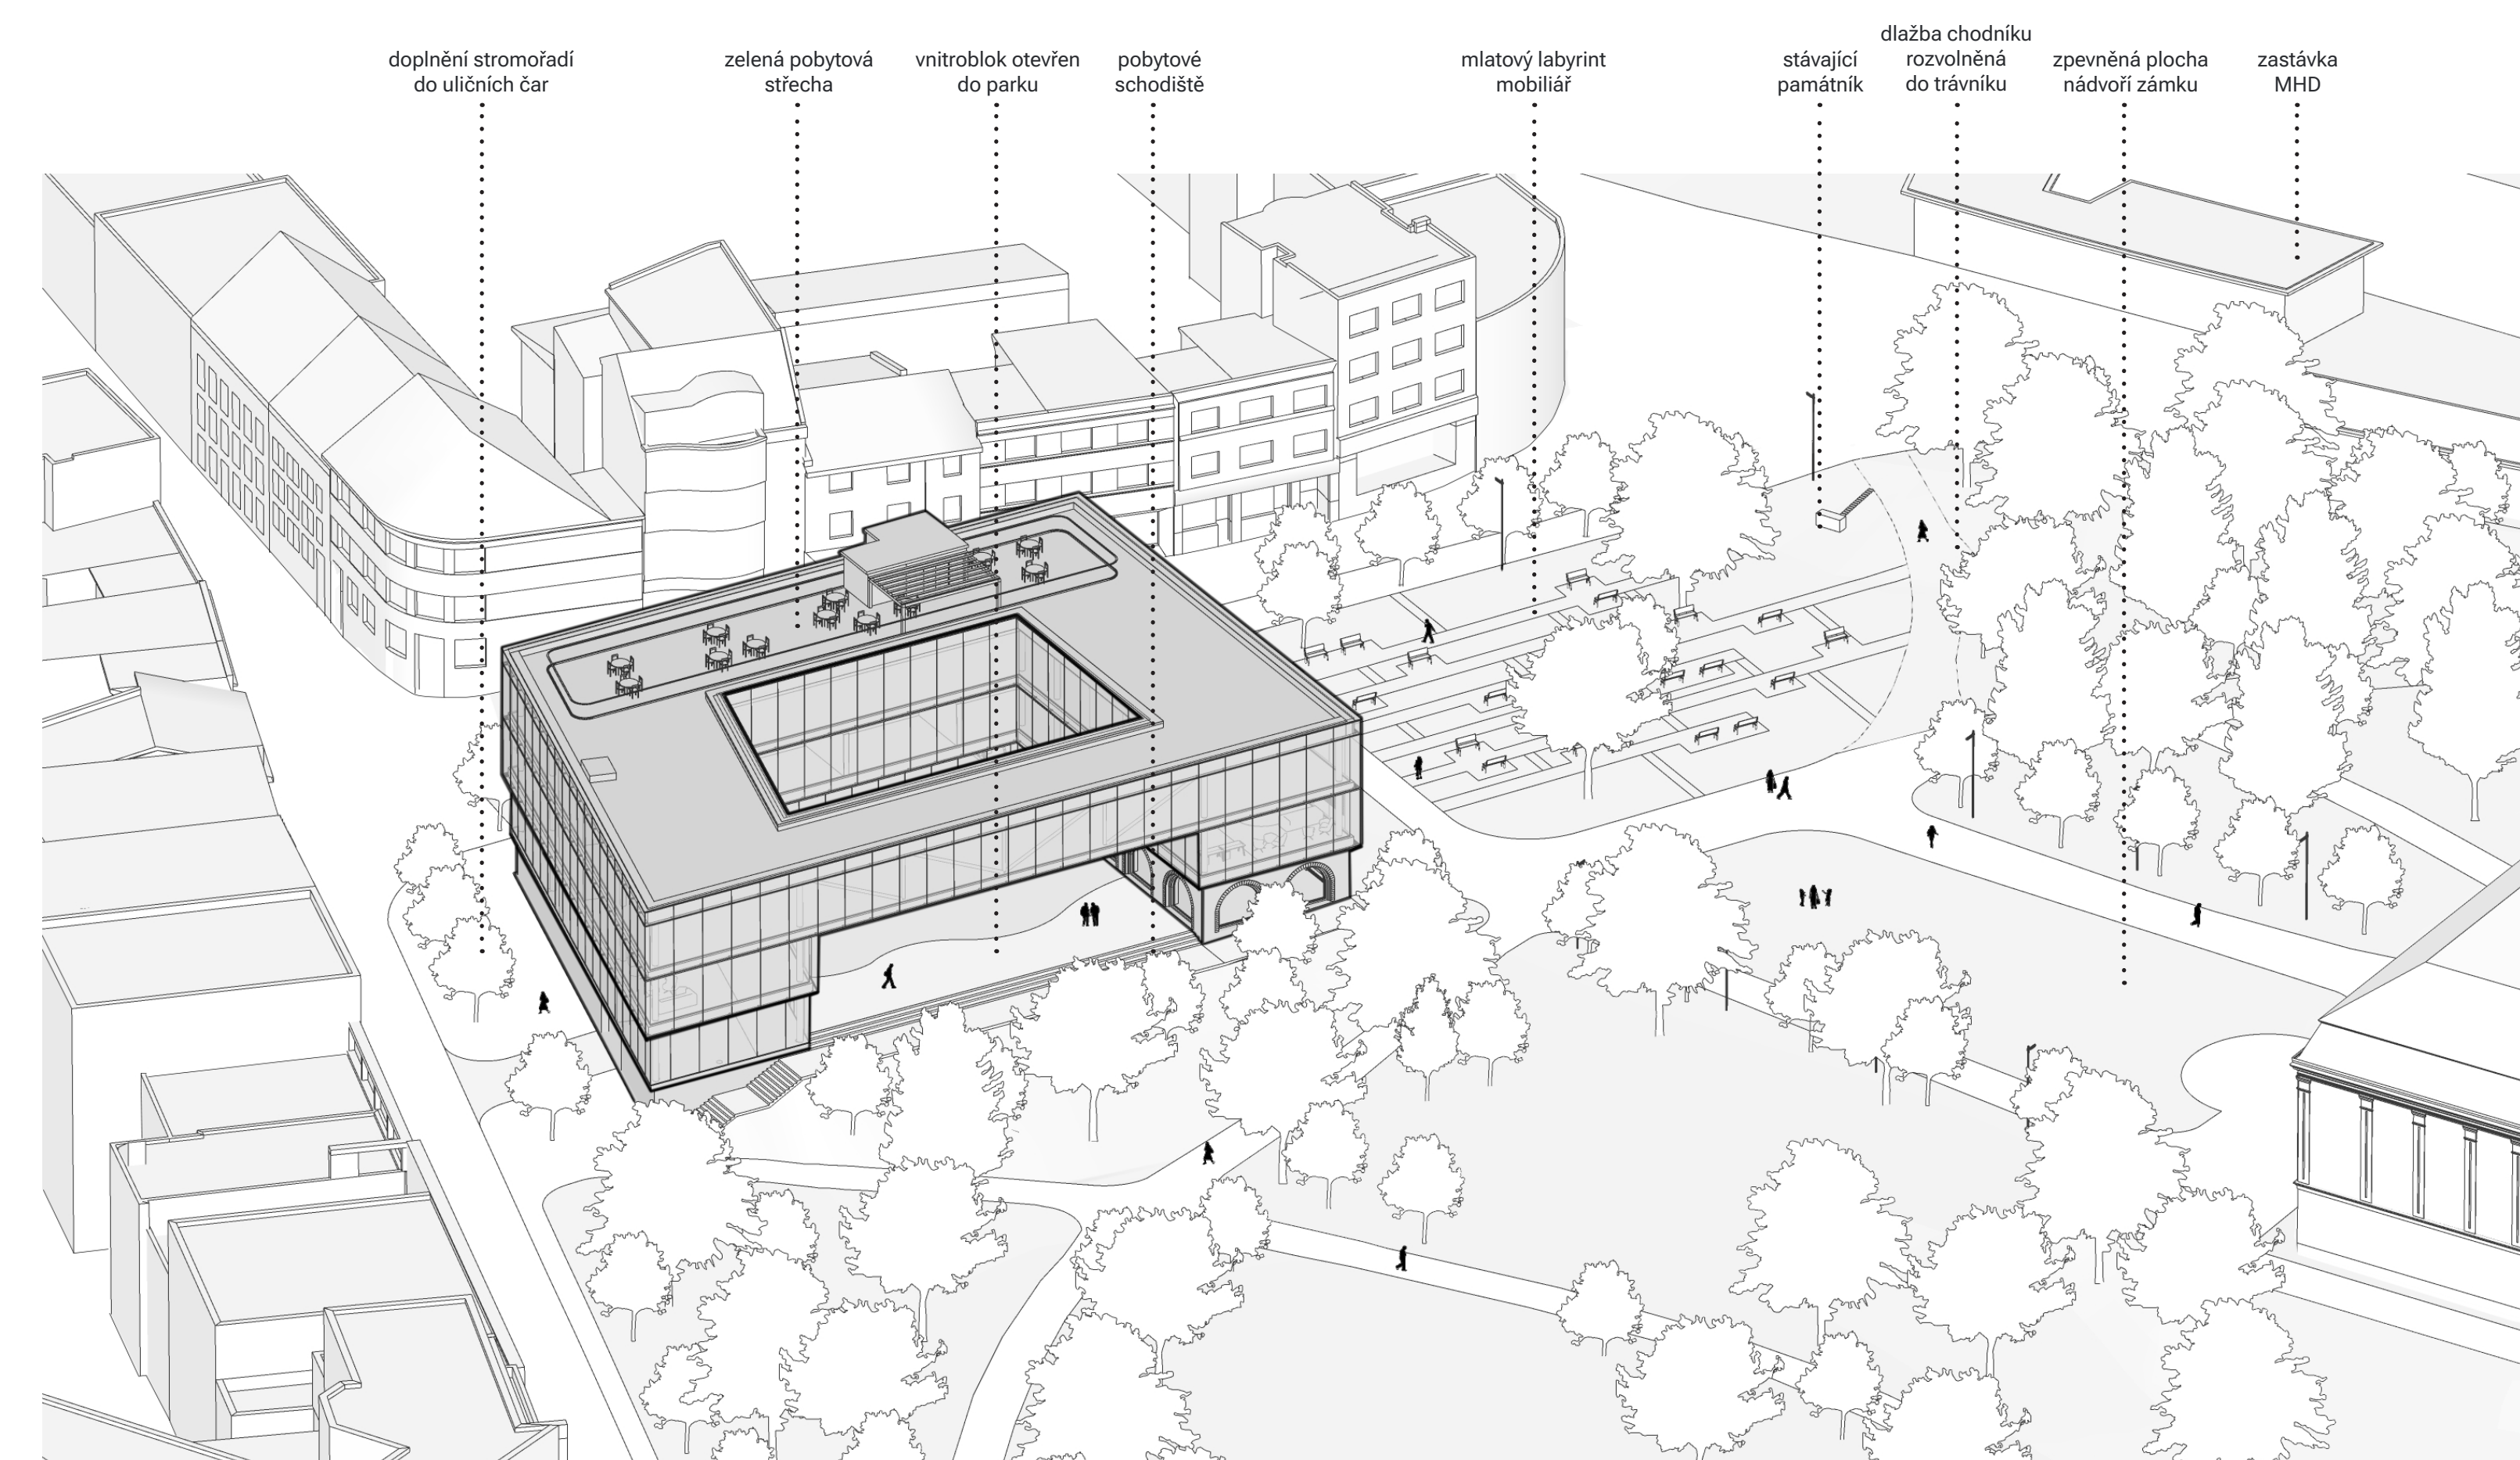 doplnění stromořadí
do uličních čar
zelená pobytová
střecha
vnitroblok otevřen
do parku
pobytové
schodiště
mlatový labyrint
mobiliář
stávající
památník
dlažba chodníku
rozvolněná
do trávníku
zpevněná plocha
nádvoří zámku
zastávka
MHD